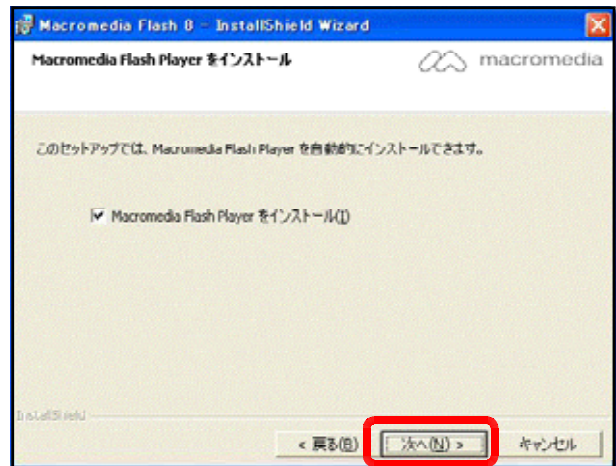 Macromedia Flash 8 - InstallShield Wizard
Macromedia Flash Player をインストール
macromedia
このセットアップでは、Macromedia Flash Player を自動的にインストールできます。
Macromedia Flash Player をインストール(I)
InstallShield
< 戻る(B)
次へ(N) >
キャンセル